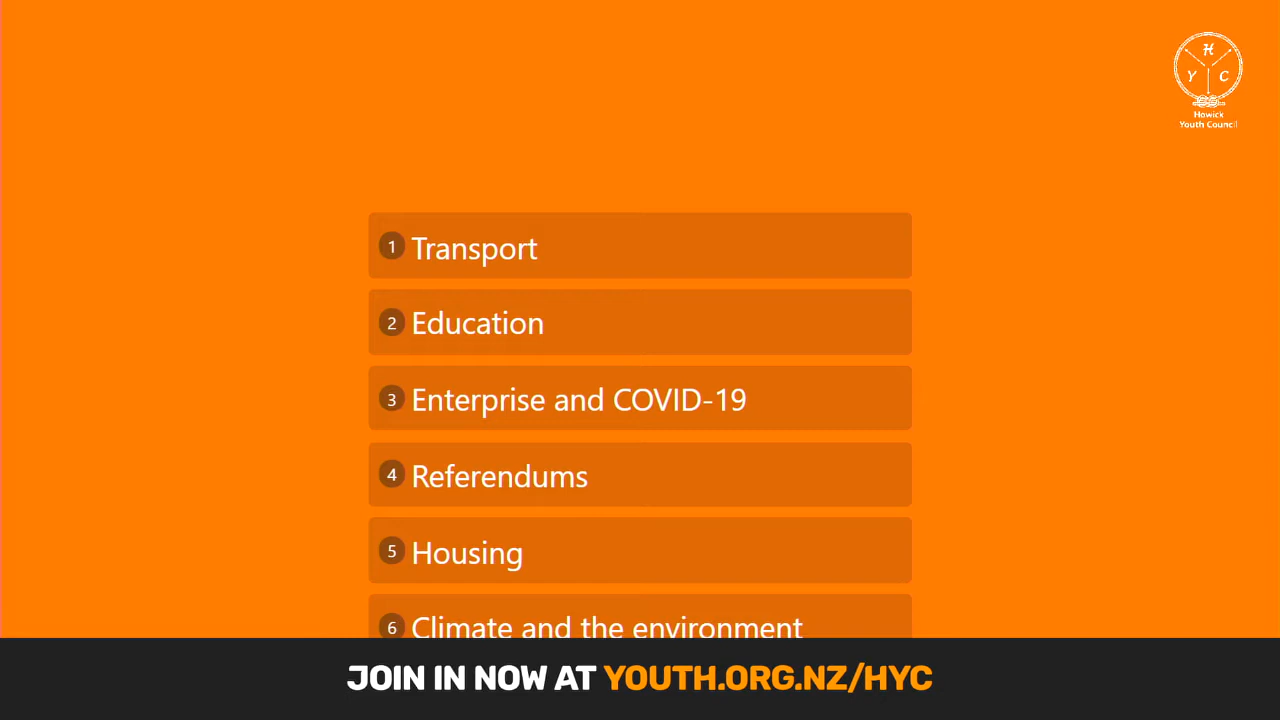 H
Y C
Howick
Youth Council
1 Transport
2 Education
3 Enterprise and COVID-19
4 Referendums
5 Housing
6 Climate and the environment
JOIN IN NOW AT YOUTH.ORG.NZ/HYC